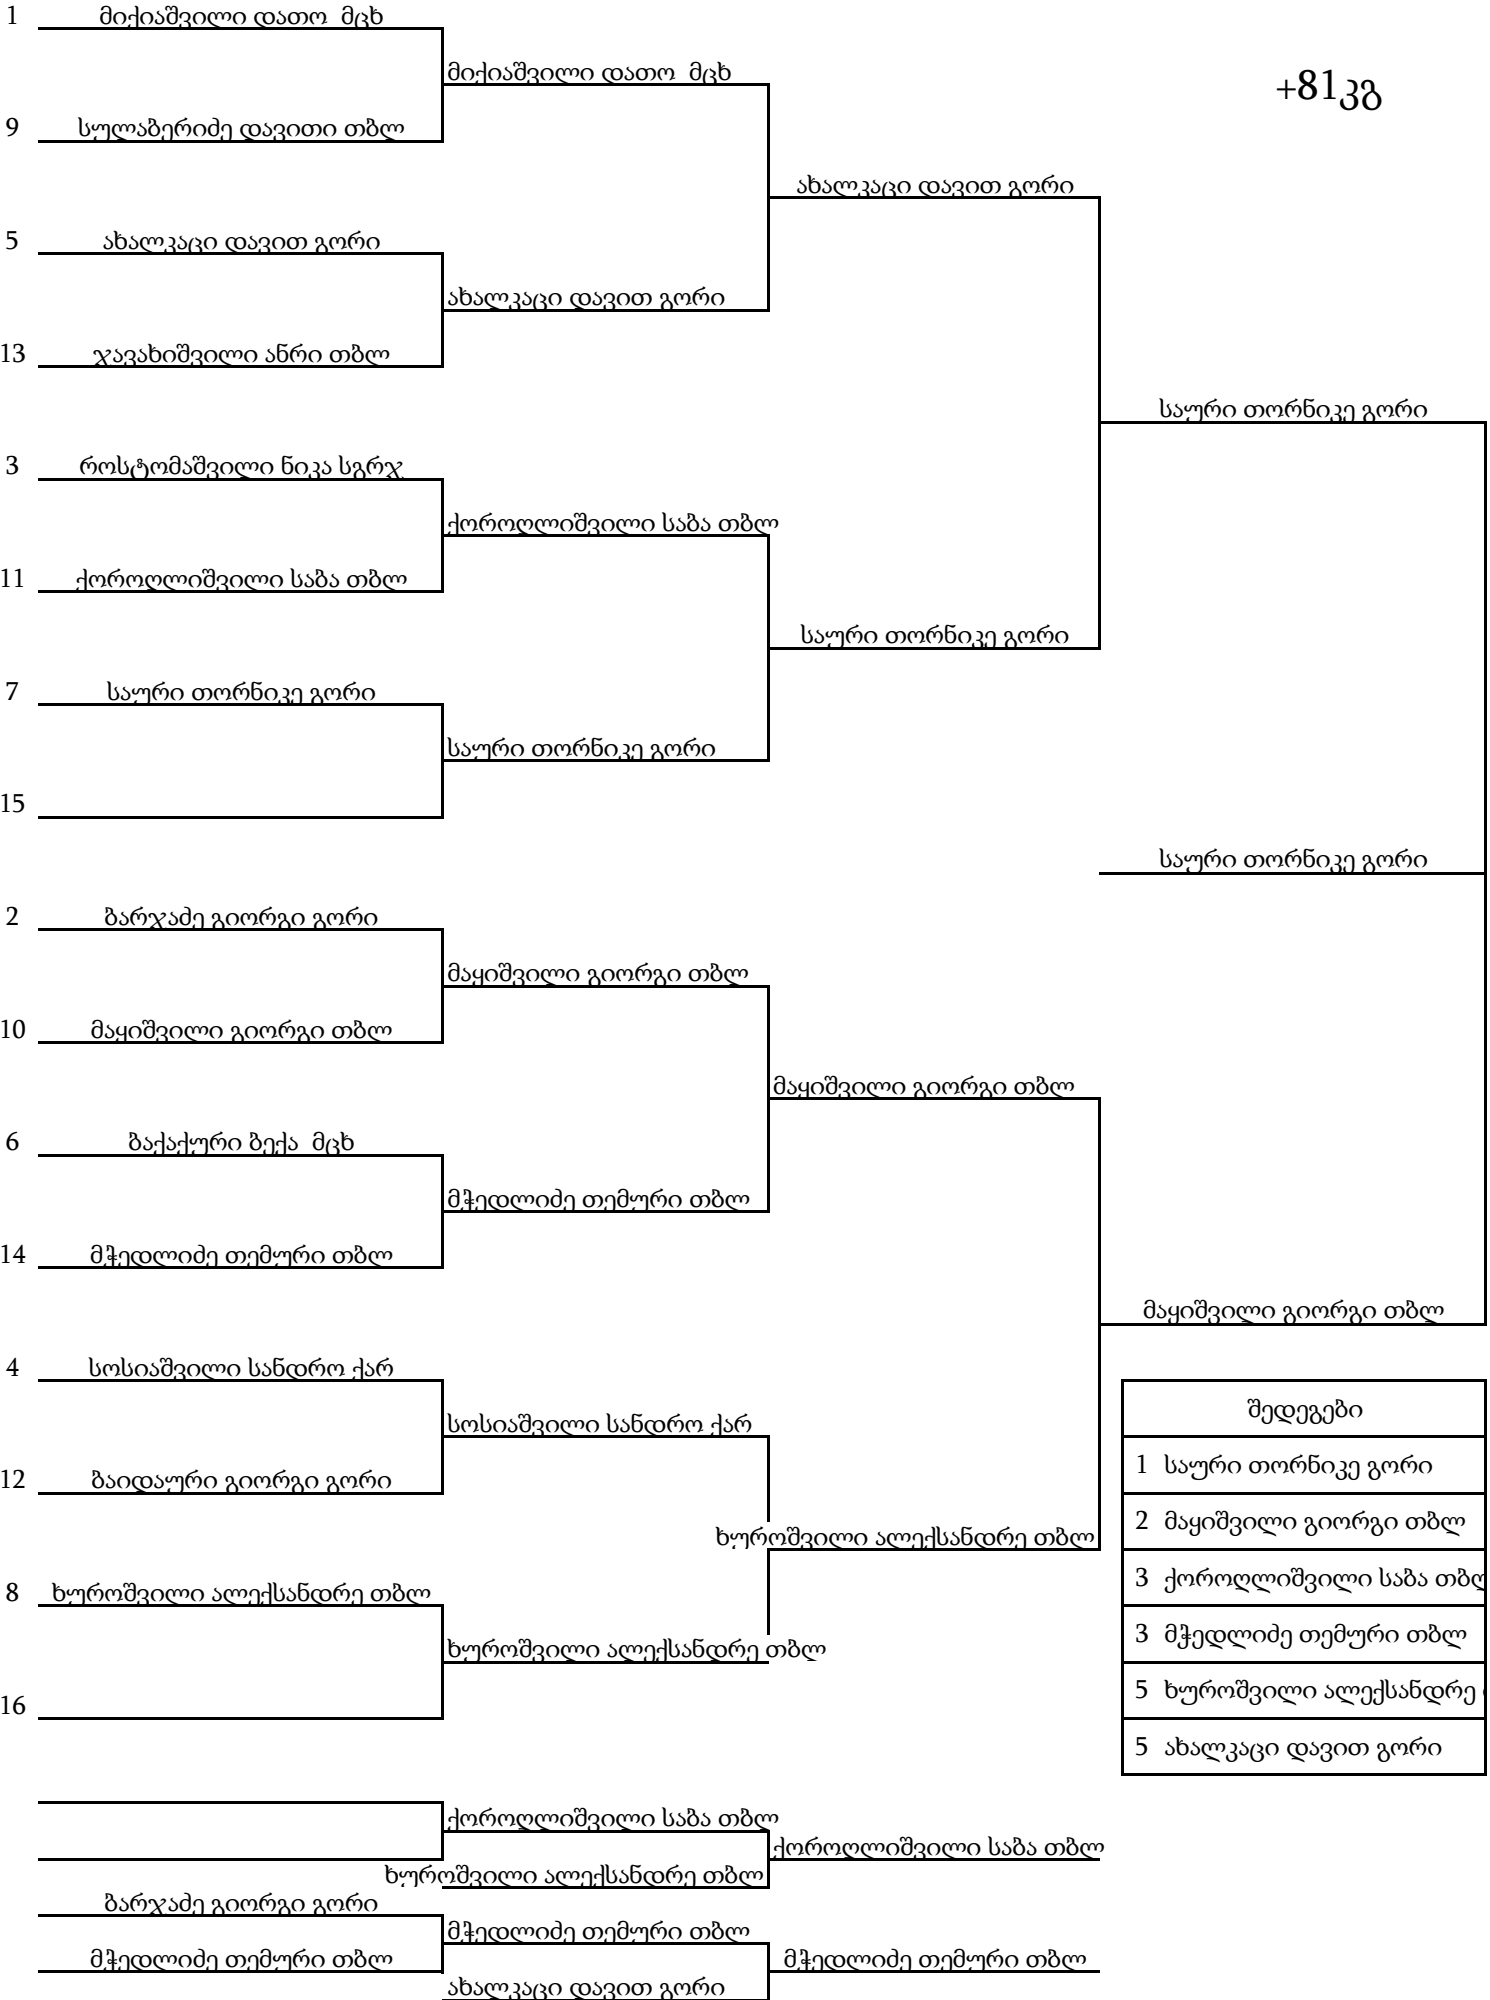 1 მიქიაშვილი დათო მცხ
მიქიაშვილი დათო მცხ
+81კგ
9 სულაბერიძე დავითი თბლ
ახალკაცი დავით გორი
5 ახალკაცი დავით გორი
ახალკაცი დავით გორი
13 ჯავახიშვილი ანრი თბლ
საური თორნიკე გორი
3 როსტომაშვილი ნიკა სგრჯ
ქოროღლიშვილი საბა თბლ
11 ქოროღლიშვილი საბა თბლ
საური თორნიკე გორი
7 საური თორნიკე გორი
საური თორნიკე გორი
15
საური თორნიკე გორი
2 ბარჯაძე გიორგი გორი
მაყიშვილი გიორგი თბლ
10 მაყიშვილი გიორგი თბლ
მაყიშვილი გიორგი თბლ
6 ბაქაქური ბექა მცხ
მჭედლიძე თემური თბლ
14 მჭედლიძე თემური თბლ
მაყიშვილი გიორგი თბლ
4 სოსიაშვილი სანდრო ქარ
სოსიაშვილი სანდრო ქარ
12 ბაიდაური გიორგი გორი
ხუროშვილი ალექსანდრე თბლ
8 ხუროშვილი ალექსანდრე თბლ
ხუროშვილი ალექსანდრე თბლ
16
შედეგები
1 საური თორნიკე გორი
2 მაყიშვილი გიორგი თბლ
3 ქოროღლიშვილი საბა თბლ
3 მჭედლიძე თემური თბლ
5 ხუროშვილი ალექსანდრე
5 ახალკაცი დავით გორი
ქოროღლიშვილი საბა თბლ
ქოროღლიშვილი საბა თბლ
ხუროშვილი ალექსანდრე თბლ
ბარჯაძე გიორგი გორი
მჭედლიძე თემური თბლ
მჭედლიძე თემური თბლ
მჭედლიძე თემური თბლ
ახალკაცი დავით გორი